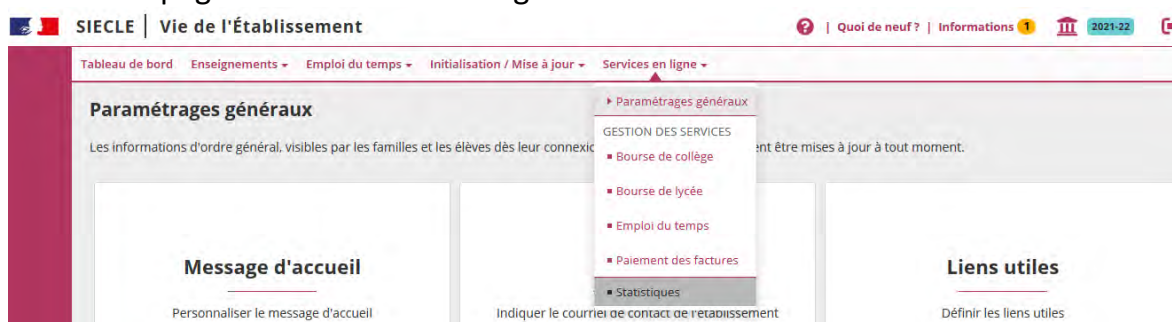 SIECLE | Vie de l'Établissement
| Quoi de neuf ? | Informations 1 2021-22
Tableau de bord Enseignements Emploi du temps Initialisation / Mise à jour Services en ligne
Paramétrages généraux
Paramétrages généraux
Les informations d'ordre général, visibles par les familles et les élèves dès leur
ent être mises à jour à tout moment.
GESTION DES SERVICES
Bourse de collège
Bourse de lycée
Emploi du temps
Paiement des factures
Statistiques
Message d'accueil
Personnaliser le message d'accueil
Indiquer le courriel de contact de l'établissement
Liens utiles
Définir les liens utiles